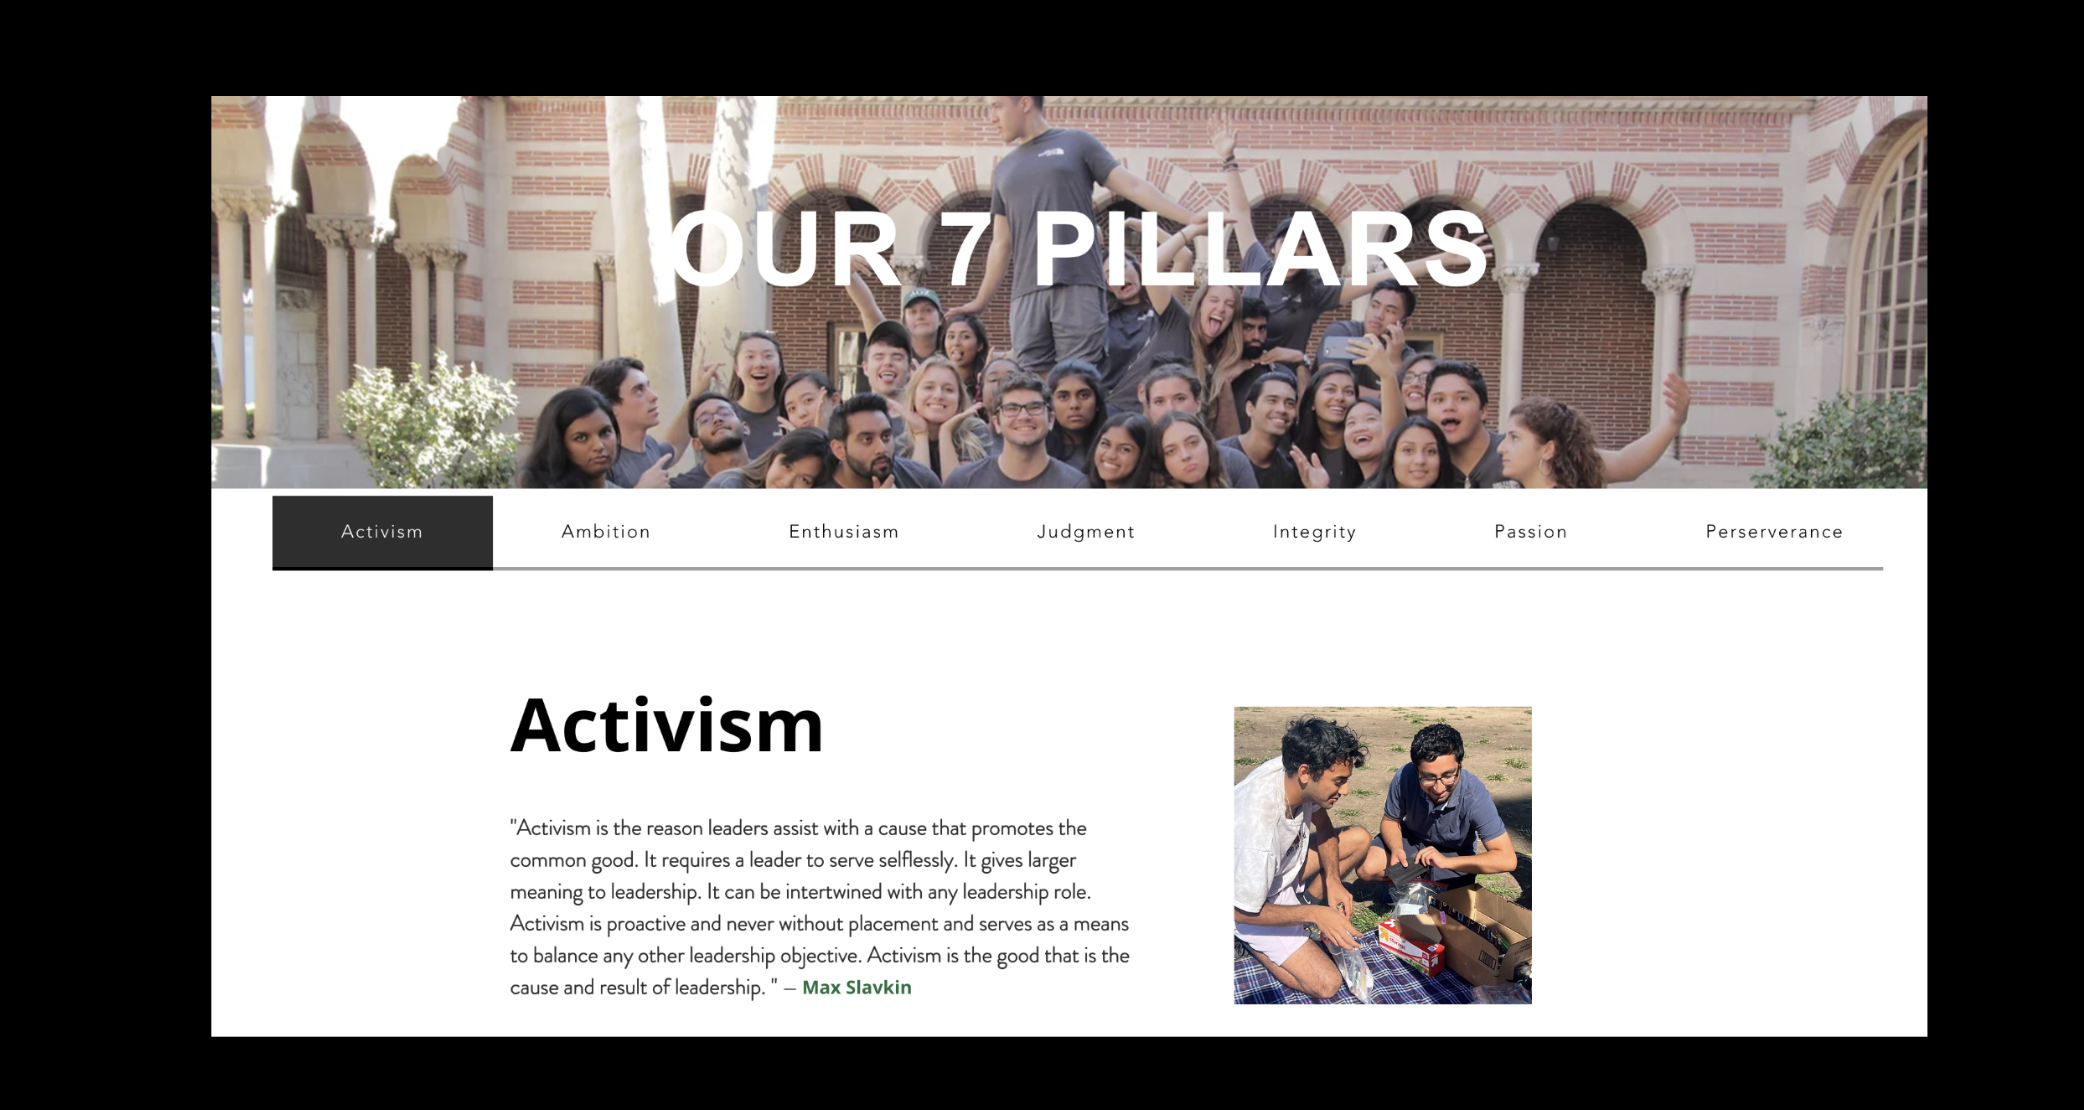 OUR 7 PILLARS
Activism Ambition Enthusiasm Judgment Integrity Passion Perserverance
Activism
"Activism is the reason leaders assist with a cause that promotes the
common good. It requires a leader to serve selflessly. It gives larger
meaning to leadership. It can be intertwined with any leadership role.
Activism is proactive and never without placement and serves as a means
to balance any other leadership objective. Activism is the good that is the
cause and result of leadership. " – Max Slavkin